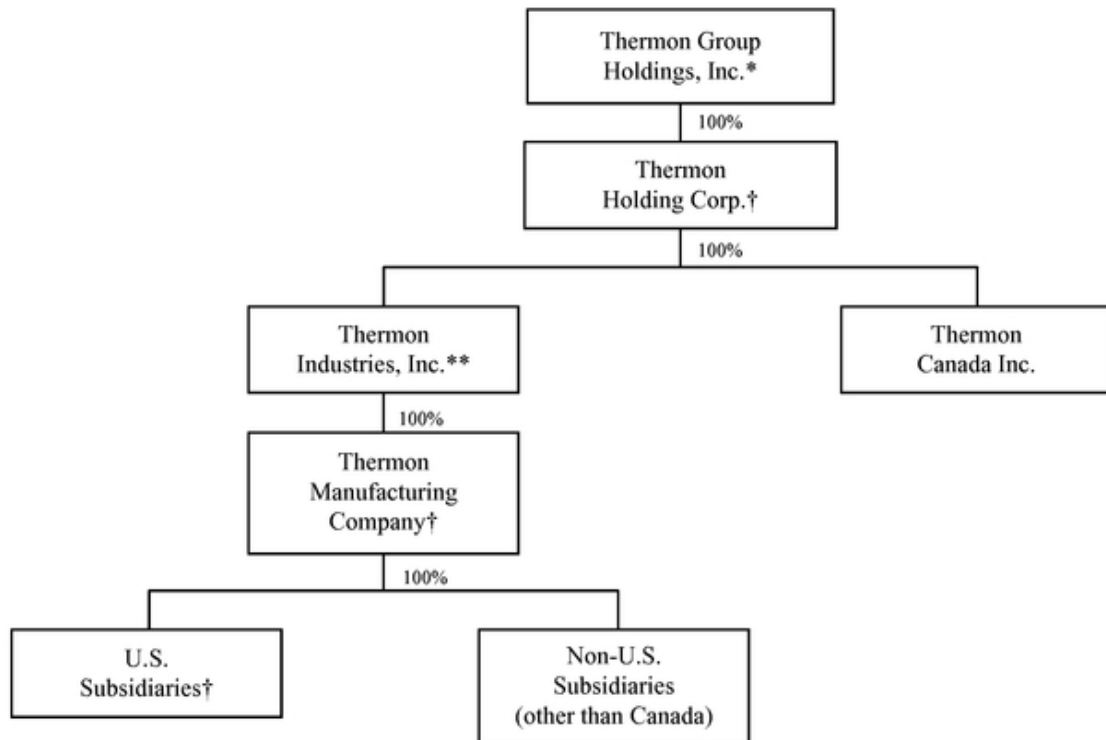 Thermon Group
Holdings, Inc.*
100%
Thermon
Holding Corp.†
100%
Thermon
Industries, Inc.**
Thermon
Canada Inc.
100%
Thermon
Manufacturing
Company†
100%
U.S.
Subsidiaries†
Non-U.S.
Subsidiaries
(other than Canada)